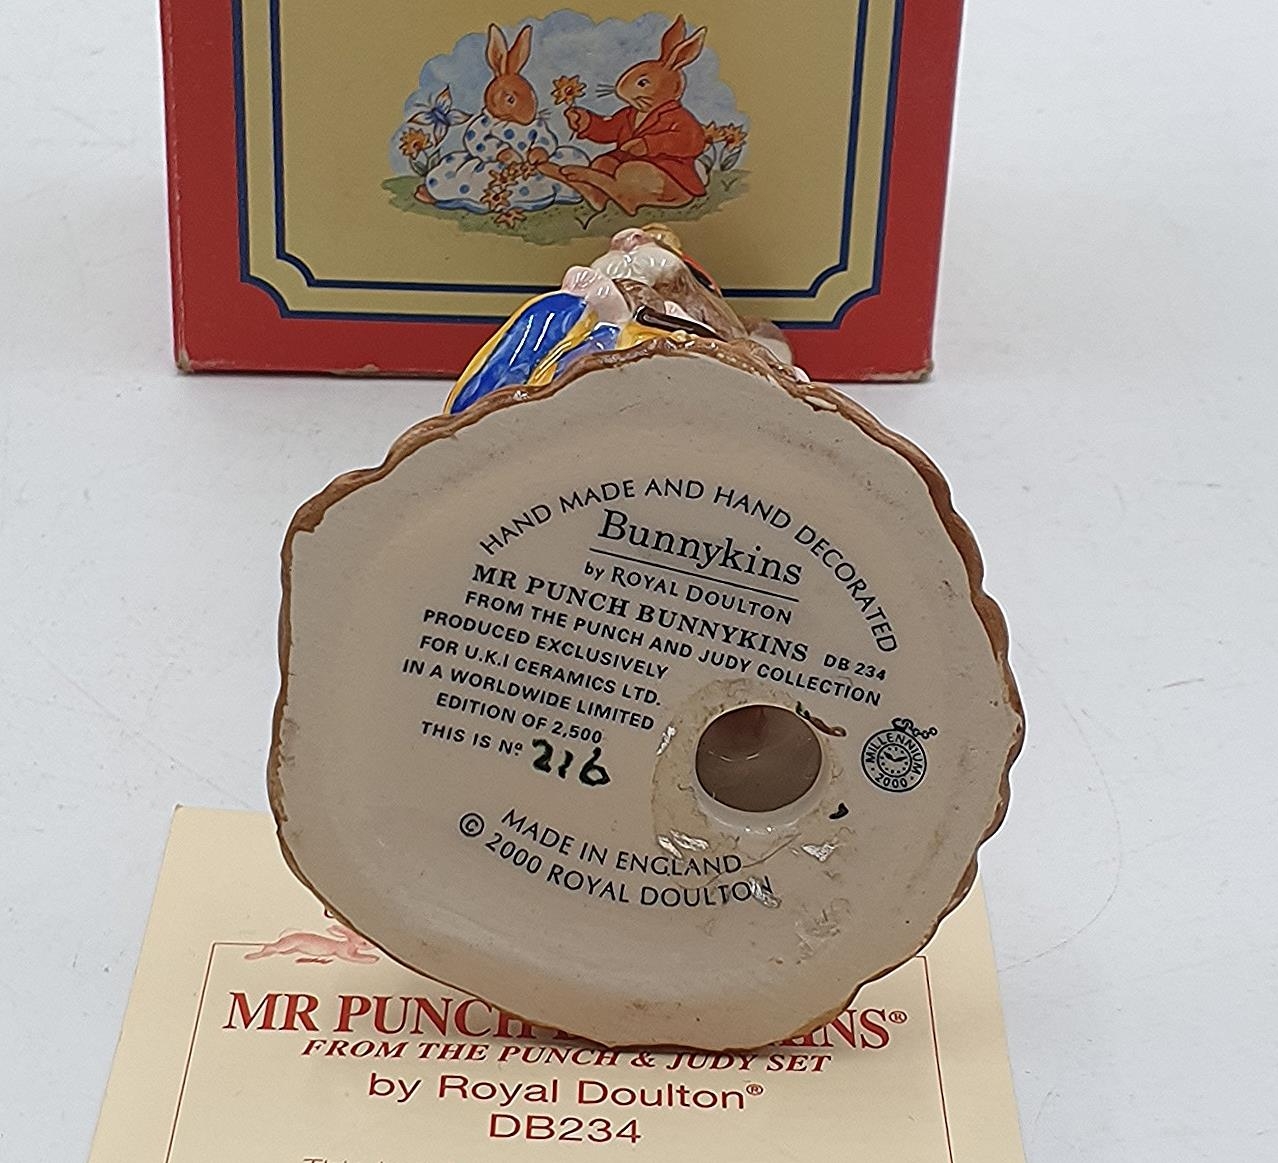 HAND MADE AND HAND DECORATED
Bunnykins
by ROYAL DOULTON
MR PUNCH BUNNYKINS DB 234
FROM THE PUNCH AND JUDY COLLECTION
PRODUCED EXCLUSIVELY
FOR U.K.I CERAMICS LTD.
IN A WORLDWIDE LIMITED
EDITION OF 2,500
THIS IS Nº 216
MILLENNIUM
2000
MADE IN ENGLAND
© 2000 ROYAL DOULTON
MR PUNCH
FROM THE PUNCH & JUDY SET
by Royal Doulton®
DB234